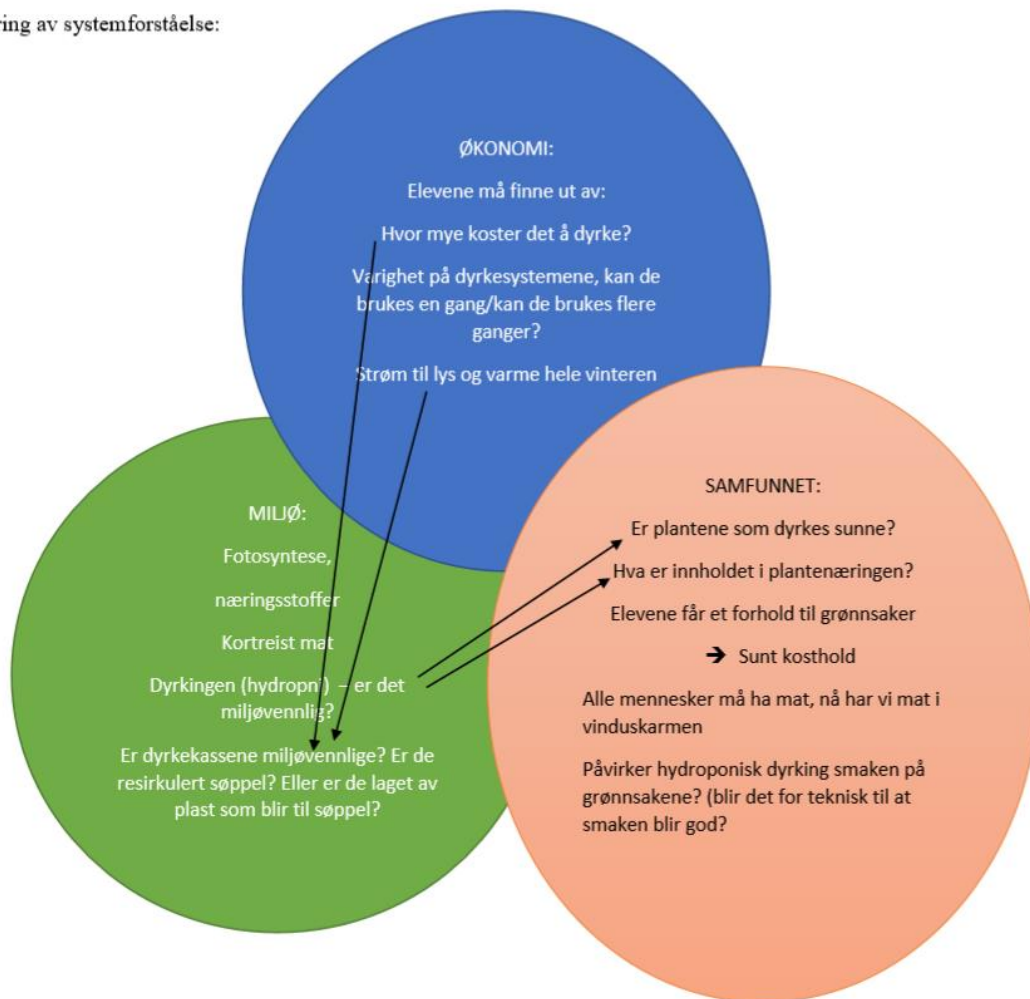 ring av systemforståelse:
ØKONOMI:
Elevene må finne ut av:
Hvor mye koster det å dyrke?
Varighet på dyrkesystemene, kan de
brukes en gang/kan de brukes flere
ganger?
Strøm til lys og varme hele vinteren
MILJØ:
Fotosyntese,
næringsstoffer
Kortreist mat
Dyrkingen (hydropni) – er det
miljøvennlig?
Er dyrkekassene miljøvennlige? Er de
resirkulert søppel? Eller er de laget av
plast som blir til søppel?
SAMFUNNET:
Er plantene som dyrkes sunne?
Hva er innholdet i plantenæringen?
Elevene får et forhold til grønnsaker
➔ Sunt kosthold
Alle mennesker må ha mat, nå har vi mat i
vinduskarmen
Påvirker hydroponisk dyrking smaken på
grønnsakene? (blir det for teknisk til at
smaken blir god?